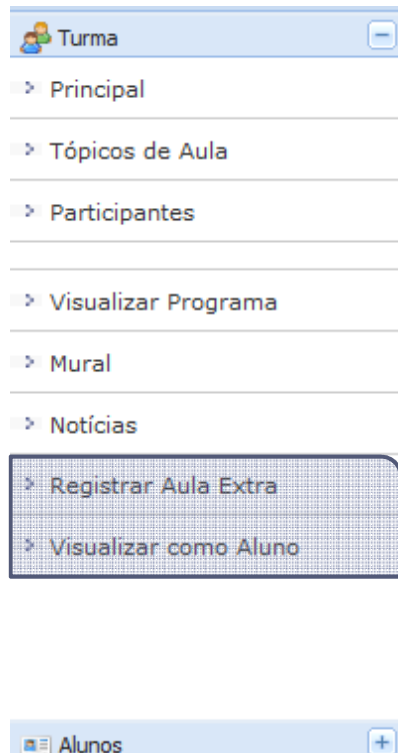 Turma
Principal
Tópicos de Aula
Participantes
Visualizar Programa
Mural
Notícias
Registrar Aula Extra
Visualizar como Aluno
Alunos